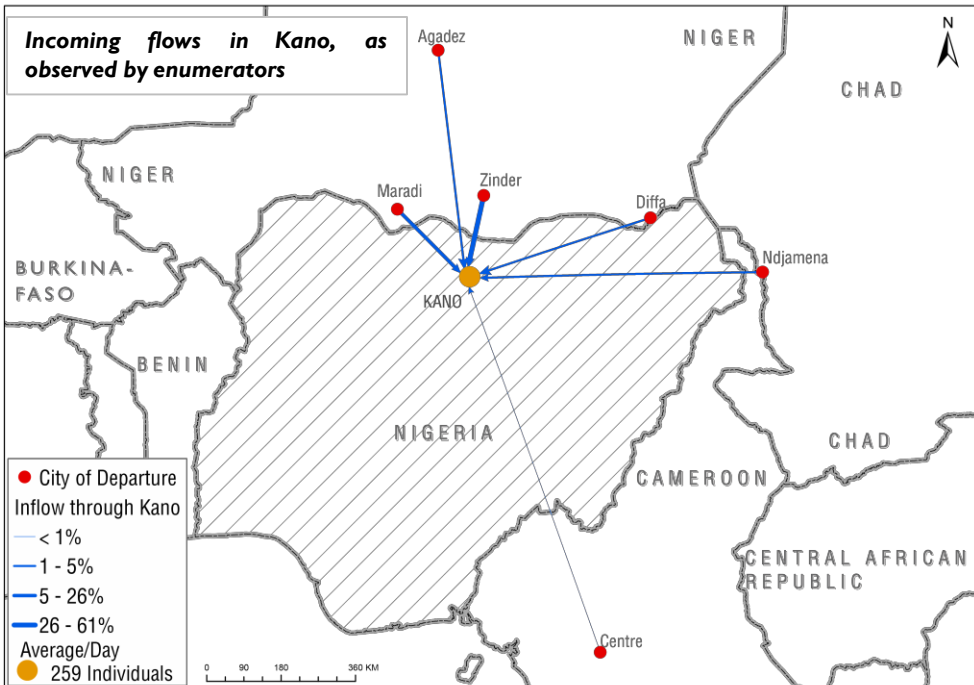 Incoming flows in Kano, as
observed by enumerators
Agadez
NIGER
N
CHAD
NIGER
Maradi
Zinder
Diffa
Ndjamena
BURKINA-
FASO
KANO
BENIN
NIGERIA
CHAD
CAMEROON
CENTRAL AFRICAN
REPUBLIC
Centre
City of Departure
Inflow through Kano
< 1%
1 - 5%
5 - 26%
26 - 61%
Average/Day
259 Individuals
0 90 180 360 KM